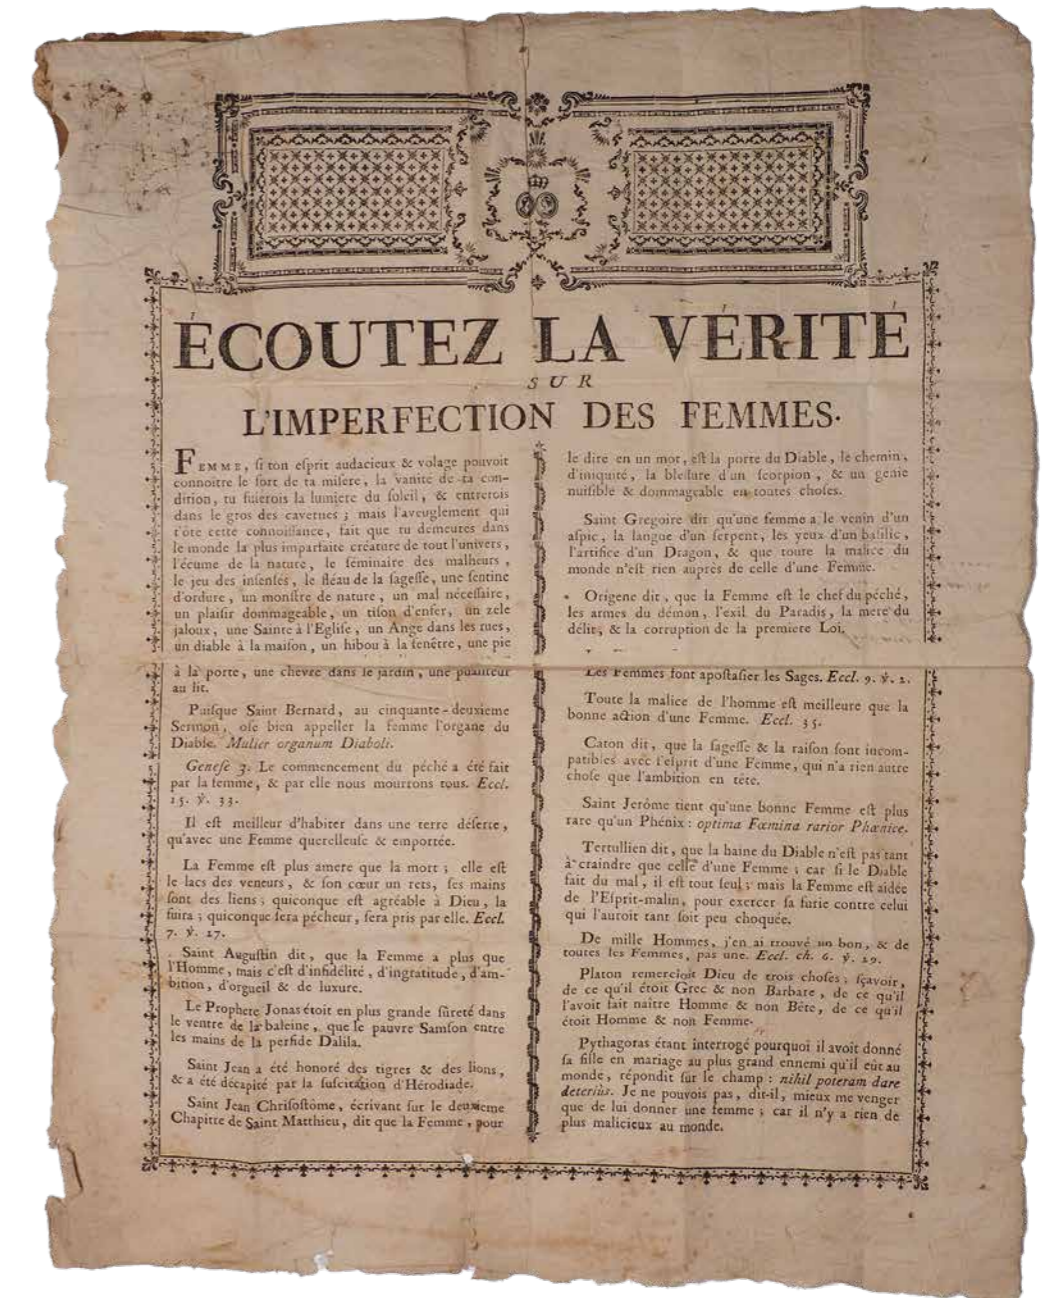 ÉCOUTEZ LA VÉRITÉ
SUR
L'IMPERFECTION DES FEMMES.
FEMME, ſi ton eſprit audacieux & volage pouvoit
connoitre le ſort de ta miſere, la vanité de ta con-
dition, tu fuierois la lumiere du ſoleil, & entrerois
dans le gros des cavernes ; mais l'aveuglement qui
t'ôte cette connoiſſance, fait que tu demeures dans
le monde la plus imparfaite créature de tout l'univers,
l'écume de la nature, le ſéminaire des malheurs,
le jeu des inſenſés, le fléau de la ſageſſe, une ſentine
d'ordure, un monſtre de nature, un mal néceſſaire,
un plaiſir dommageable, un tiſon d'enfer, un zele
jaloux, une Sainte à l'Egliſe, un Ange dans les rues,
un diable à la maiſon, un hibou à la fenêtre, une pie
à la porte, une chevre dans le jardin, une puanteur
au lit.
Puiſque Saint Bernard, au cinquante-deuxieme
Sermon, oſe bien appeller la femme l'organe du
Diable. Mulier organum Diaboli.
Geneſe 3. Le commencement du péché a été fait
par la femme, & par elle nous mourrons tous. Eccl.
25. ℣. 33.
Il eſt meilleur d'habiter dans une terre déſerte,
qu'avec une Femme querelleuſe & emportée.
La Femme eſt plus amere que la mort ; elle eſt
le lacs des veneurs, & ſon cœur un rets, ſes mains
ſont des liens ; quiconque eſt agréable à Dieu, la
fuira ; quiconque ſera pécheur, ſera pris par elle. Eccl.
7. ℣. 27.
Saint Auguſtin dit, que la Femme a plus que
l'Homme, mais c'eſt d'infidélité, d'ingratitude, d'am-
bition, d'orgueil & de luxure.
Le Prophete Jonas étoit en plus grande ſûreté dans
le ventre de la baleine, que le pauvre Samſon entre
les mains de la perfide Dalila.
Saint Jean a été honoré des tigres & des lions,
& a été décapité par la ſuſcitation d'Hérodiade.
Saint Jean Chriſoſtôme, écrivant ſur le deuxieme
Chapitre de Saint Matthieu, dit que la Femme, pour
le dire en un mot, eſt la porte du Diable, le chemin,
d'iniquité, la bleſſure d'un ſcorpion, & un genie
nuiſible & dommageable en toutes choſes.
Saint Gregoire dit qu'une femme a le venin d'un
aſpic, la langue d'un ſerpent, les yeux d'un baſilic,
l'artifice d'un Dragon, & que toute la malice du
monde n'eſt rien auprès de celle d'une Femme.
Origene dit, que la Femme eſt le chef du péché,
les armes du démon, l'exil du Paradis, la mere du
délit, & la corruption de la premiere Loi.
Les Femmes font apoſtaſier les Sages. Eccl. 9. ℣. 2.
Toute la malice de l'homme eſt meilleure que la
bonne action d'une Femme. Eccl. 35.
Caton dit, que la ſageſſe & la raiſon ſont incom-
patibles avec l'eſprit d'une Femme, qui n'a rien autre
choſe que l'ambition en tête.
Saint Jerôme tient qu'une bonne Femme eſt plus
rare qu'un Phénix : optima Fœmina rarior Phœnice.
Tertullien dit, que la haine du Diable n'eſt pas tant
à craindre que celle d'une Femme ; car ſi le Diable
fait du mal, il eſt tout ſeul ; mais la Femme eſt aidée
de l'Eſprit-malin, pour exercer ſa furie contre celui
qui l'auroit tant ſoit peu choquée.
De mille Hommes, j'en ai trouvé un bon, & de
toutes les Femmes, pas une. Eccl. ch. 6. ℣. 29.
Platon remercioit Dieu de trois choſes ; ſçavoir,
de ce qu'il étoit Grec & non Barbare, de ce qu'il
l'avoit fait naître Homme & non Bête, de ce qu'il
étoit Homme & non Femme.
Pythagoras étant interrogé pourquoi il avoit donné
ſa fille en mariage au plus grand ennemi qu'il eût au
monde, répondit ſur le champ : nihil poteram dare
deteriùs. Je ne pouvois pas, dit-il, mieux me venger
que de lui donner une femme ; car il n'y a rien de
plus malicieux au monde.